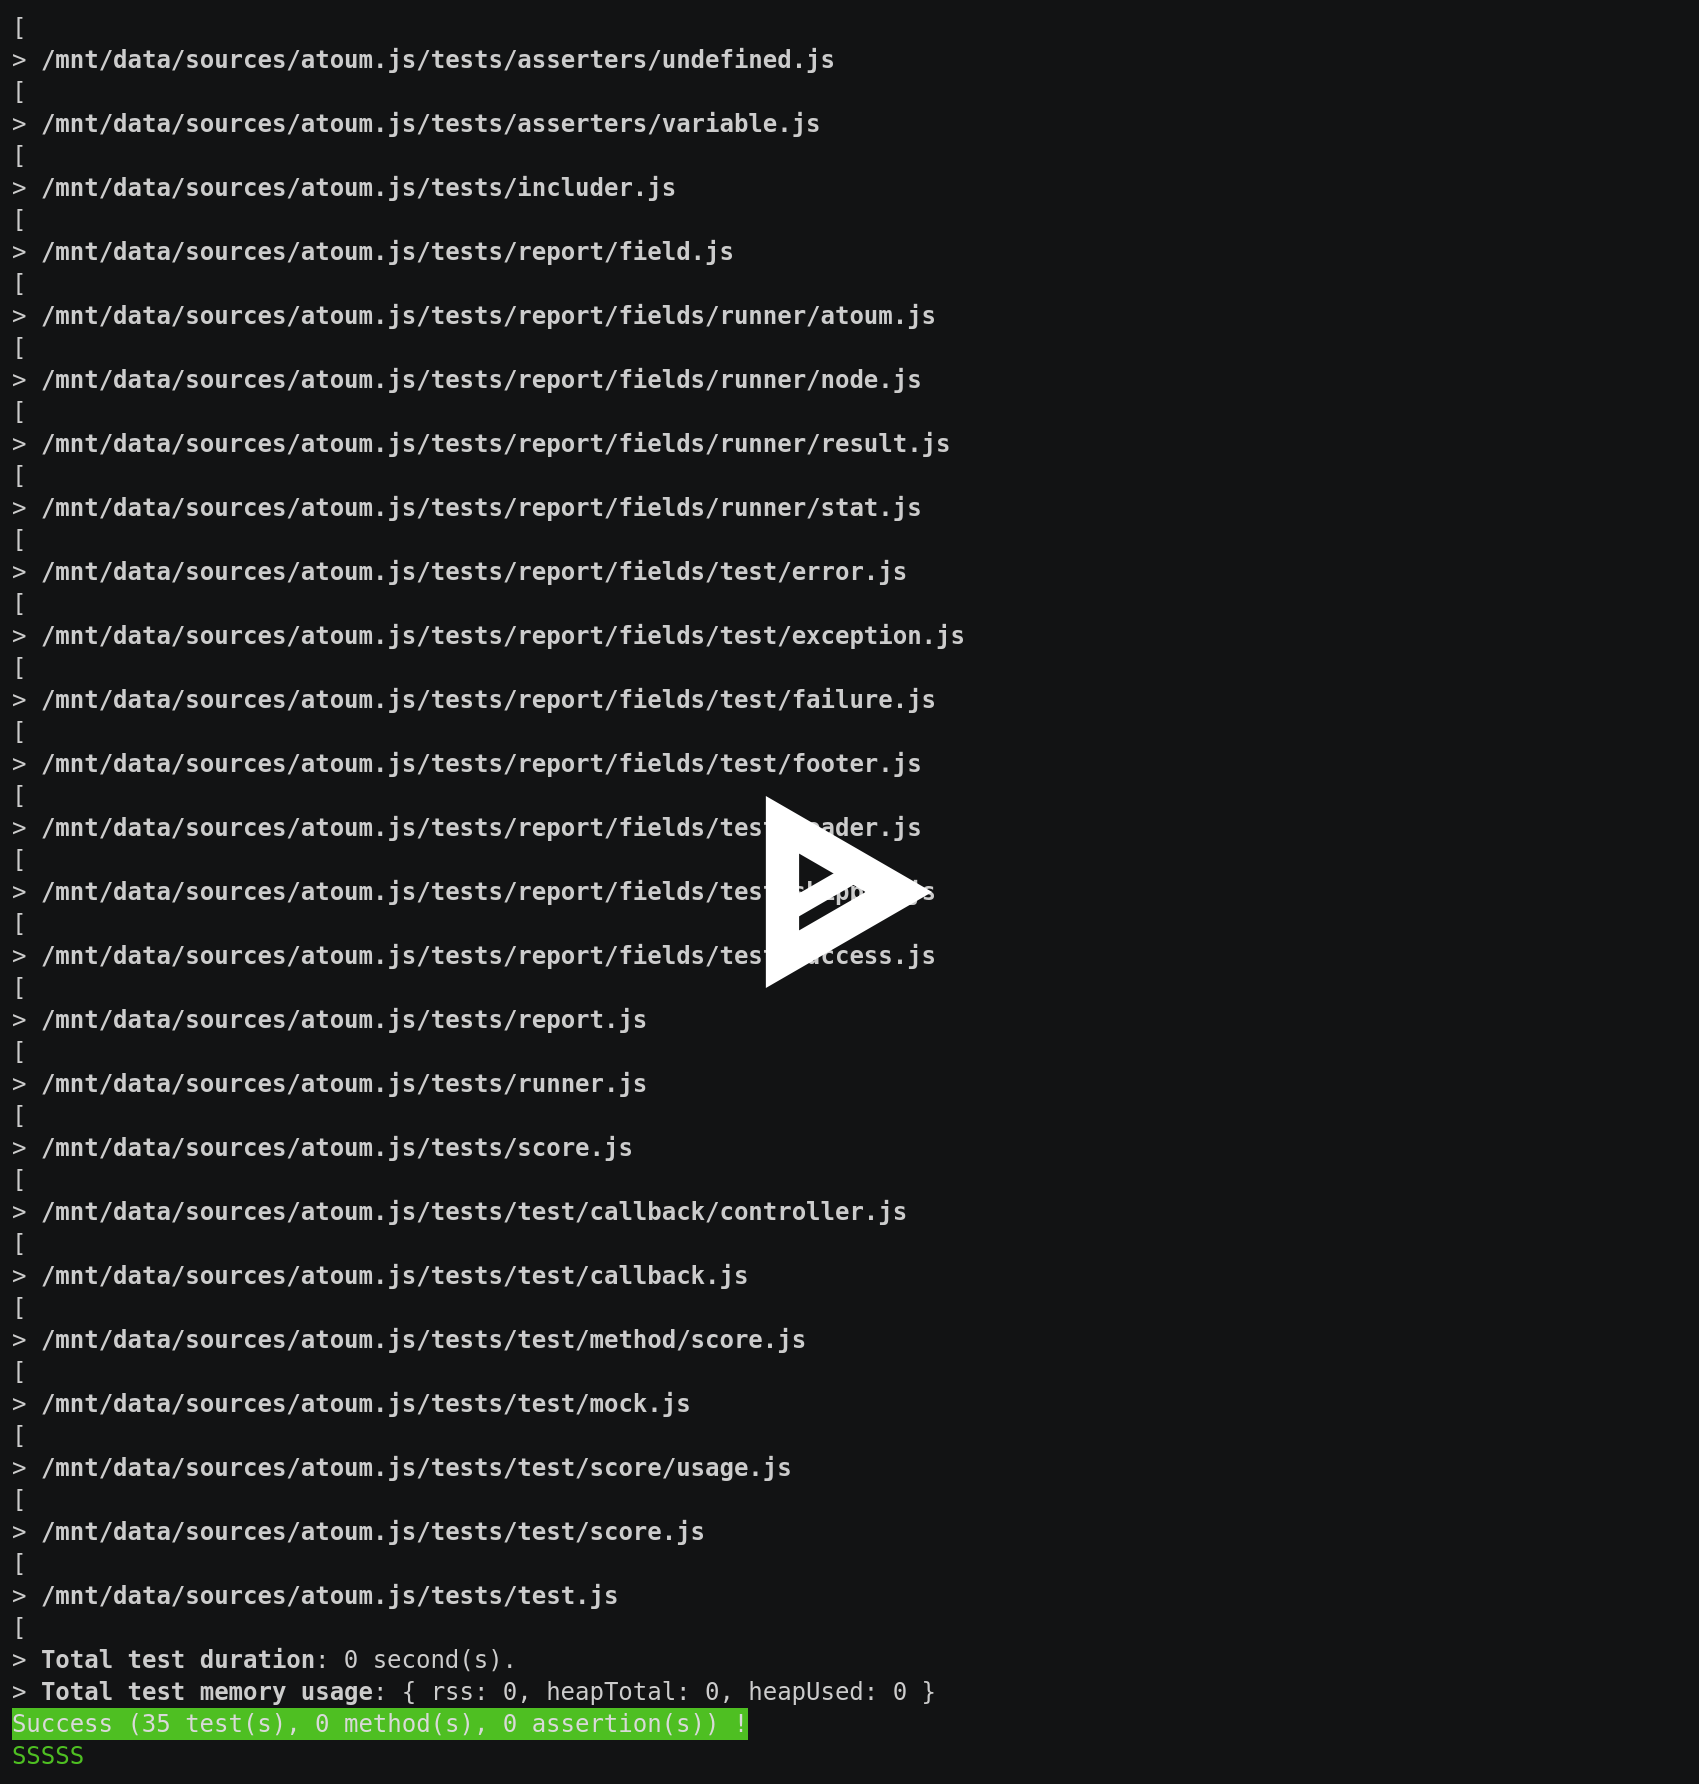 [
> /mnt/data/sources/atoum.js/tests/asserters/undefined.js
[
> /mnt/data/sources/atoum.js/tests/asserters/variable.js
[
> /mnt/data/sources/atoum.js/tests/includer.js
[
> /mnt/data/sources/atoum.js/tests/report/field.js
[
> /mnt/data/sources/atoum.js/tests/report/fields/runner/atoum.js
[
> /mnt/data/sources/atoum.js/tests/report/fields/runner/node.js
[
> /mnt/data/sources/atoum.js/tests/report/fields/runner/result.js
[
> /mnt/data/sources/atoum.js/tests/report/fields/runner/stat.js
[
> /mnt/data/sources/atoum.js/tests/report/fields/test/error.js
[
> /mnt/data/sources/atoum.js/tests/report/fields/test/exception.js
[
> /mnt/data/sources/atoum.js/tests/report/fields/test/failure.js
[
> /mnt/data/sources/atoum.js/tests/report/fields/test/footer.js
[
> /mnt/data/sources/atoum.js/tests/report/fields/
[
> /mnt/data/sources/atoum.js/tests/report/fields/
[
> /mnt/data/sources/atoum.js/tests/report/fields/
[
> /mnt/data/sources/atoum.js/tests/report.js
[
> /mnt/data/sources/atoum.js/tests/runner.js
[
> /mnt/data/sources/atoum.js/tests/score.js
[
> /mnt/data/sources/atoum.js/tests/test/callback/controller.js
[
> /mnt/data/sources/atoum.js/tests/test/callback.js
[
> /mnt/data/sources/atoum.js/tests/test/method/score.js
[
> /mnt/data/sources/atoum.js/tests/test/mock.js
[
> /mnt/data/sources/atoum.js/tests/test/score/usage.js
[
> /mnt/data/sources/atoum.js/tests/test/score.js
[
> /mnt/data/sources/atoum.js/tests/test.js
[
> Total test duration: 0 second(s).
> Total test memory usage: { rss: 0, heapTotal: 0, heapUsed: 0 }
Success (35 test(s), 0 method(s), 0 assertion(s)) !
SSSSS